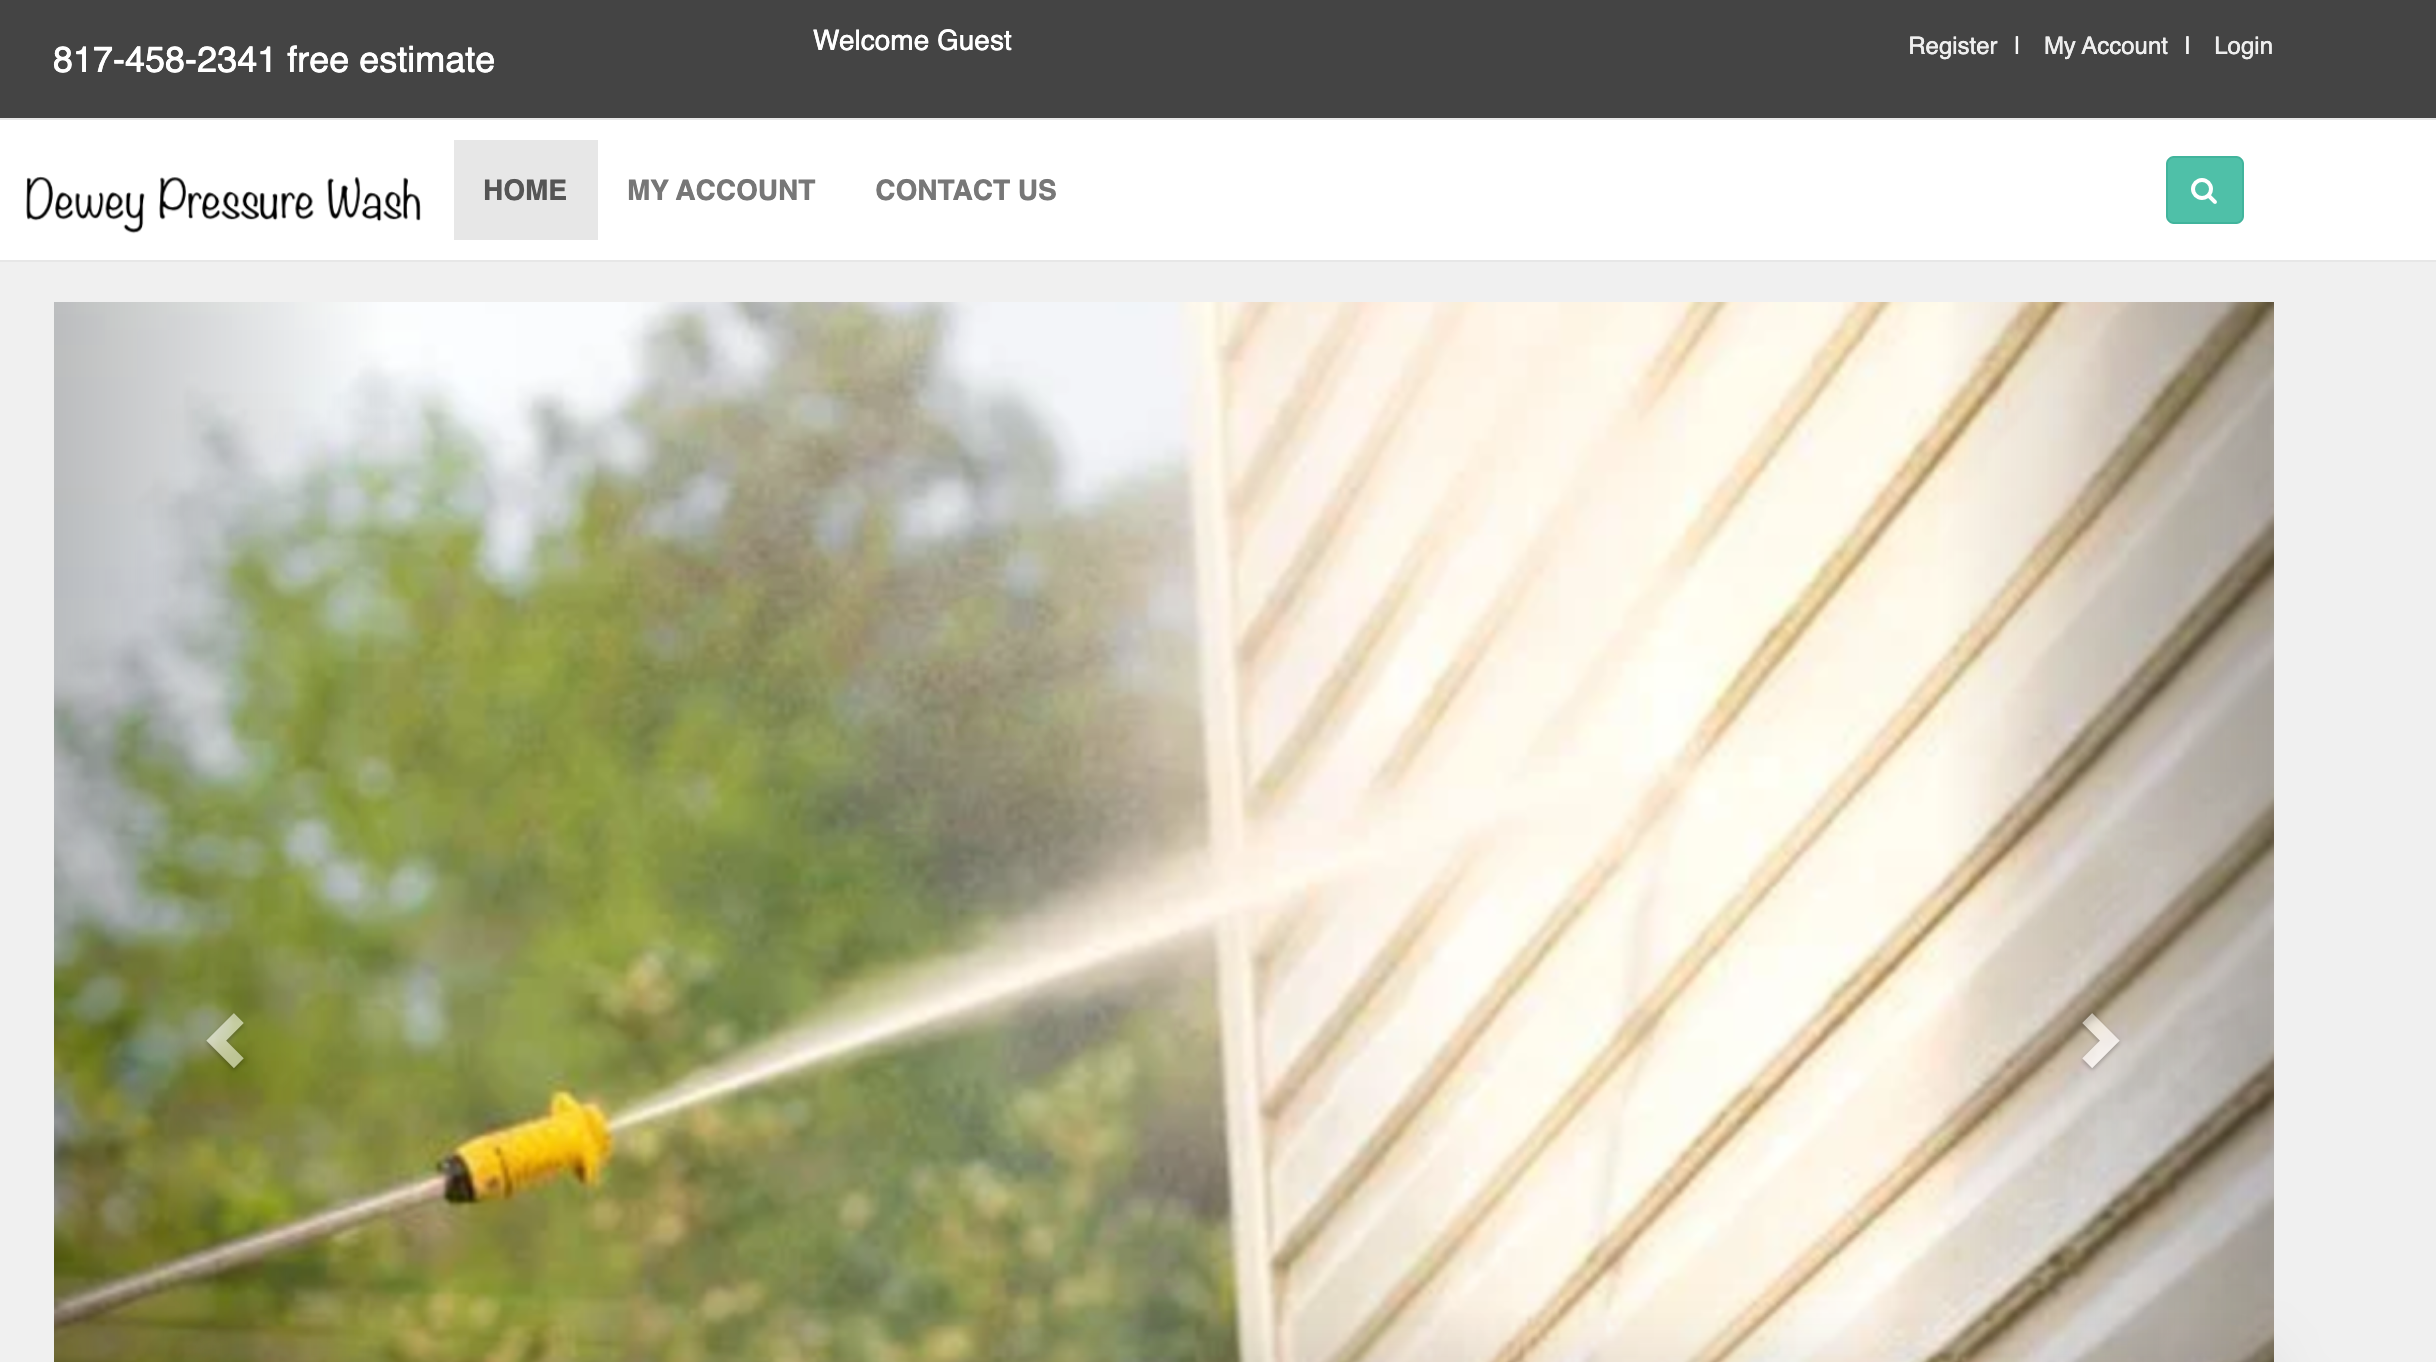 817-458-2341 free estimate
Welcome Guest
Register | My Account | Login
Dewey Pressure Wash
HOME
MY ACCOUNT
CONTACT US